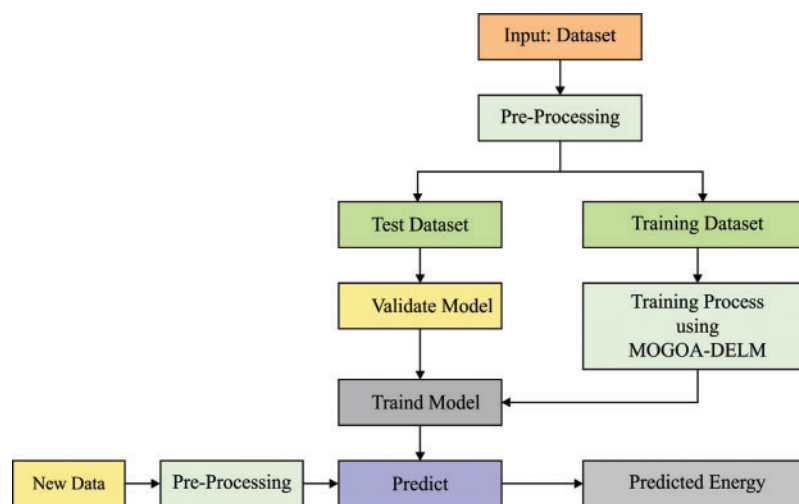 Input: Dataset
Pre-Processing
Test Dataset
Training Dataset
Validate Model
Training Process
using
MOGOA-DELM
Traind Model
New Data
Pre-Processing
Predict
Predicted Energy